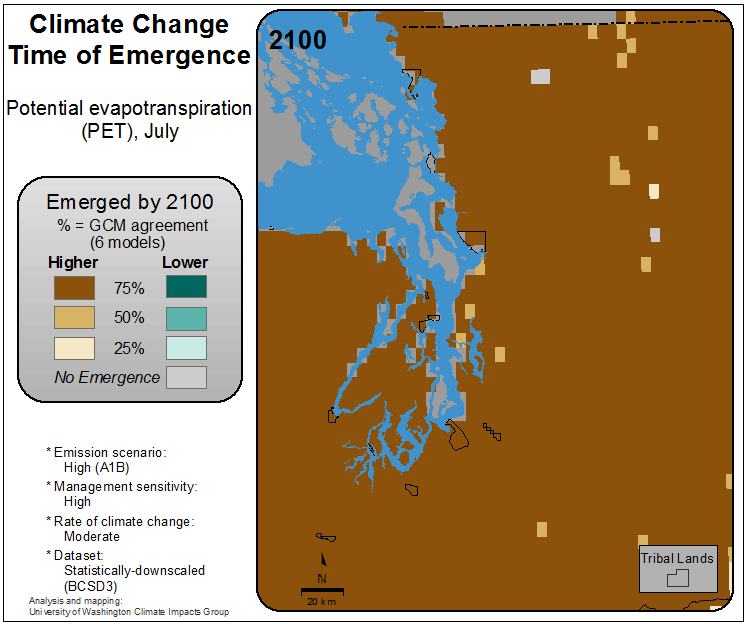 Climate Change
Time of Emergence
Potential evapotranspiration
(PET), July
Emerged by 2100
% = GCM agreement
(6 models)
Higher Lower
75%
50%
25%
No Emergence
* Emission scenario:
High (A1B)
* Management sensitivity:
High
* Rate of climate change:
Moderate
* Dataset:
Statistically-downscaled
(BCSD3)
Analysis and mapping:
University of Washington Climate Impacts Group
2100
N
20 km
Tribal Lands